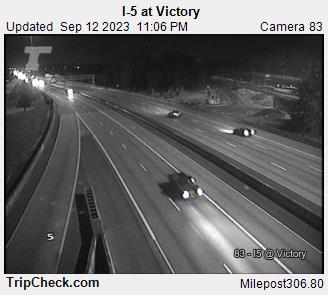 I-5 at Victory
Updated Sep 12 2023 11:06 PM Camera 83
S
83 - I5 @ Victory
TripCheck.com Milepost306.80